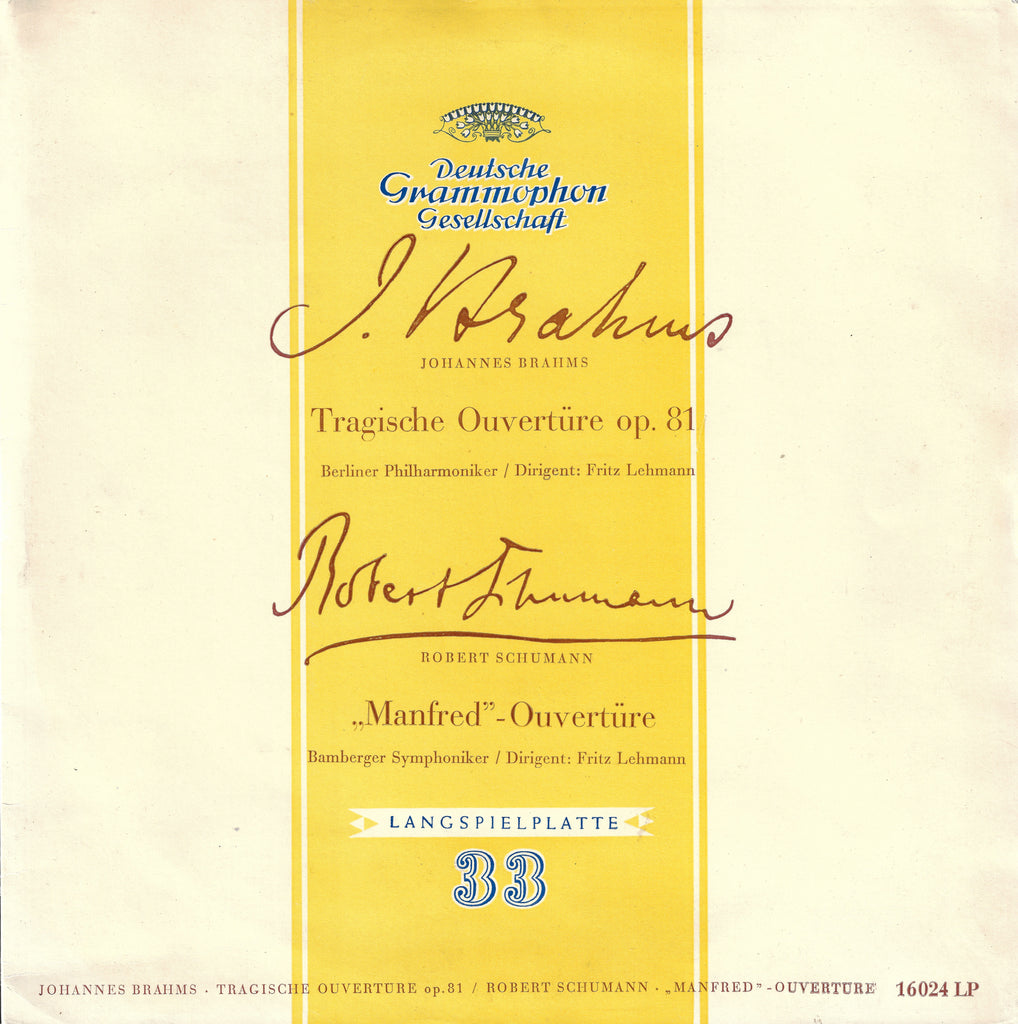 Deutsche
Grammophon
Gesellschaft
J. Brahms
JOHANNES BRAHMS
Tragische Ouvertüre op. 81
Berliner Philharmoniker / Dirigent: Fritz Lehmann
Robert Schumann
ROBERT SCHUMANN
„Manfred”-Ouvertüre
Bamberger Symphoniker / Dirigent: Fritz Lehmann
LANGSPIELPLATTE
33
JOHANNES BRAHMS · TRAGISCHE OUVERTURE op. 81 / ROBERT SCHUMANN · „MANFRED”-OUVERTURE 16024 LP